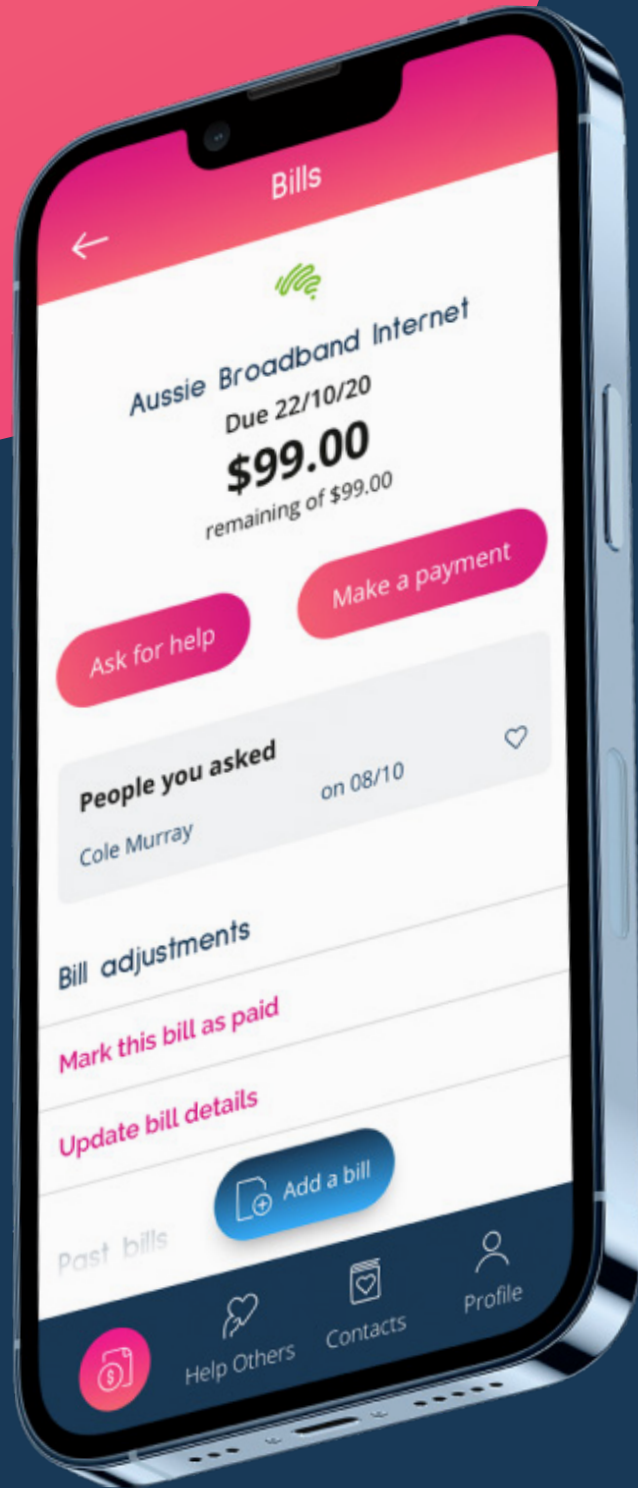 Bills
Aussie Broadband Internet
Due 22/10/20
$99.00
remaining of $99.00
Ask for help
Make a payment
People you asked
Cole Murray
on 08/10
Bill adjustments
Mark this bill as paid
Update bill details
Add a bill
Past bills
$
Help Others
Contacts
Profile